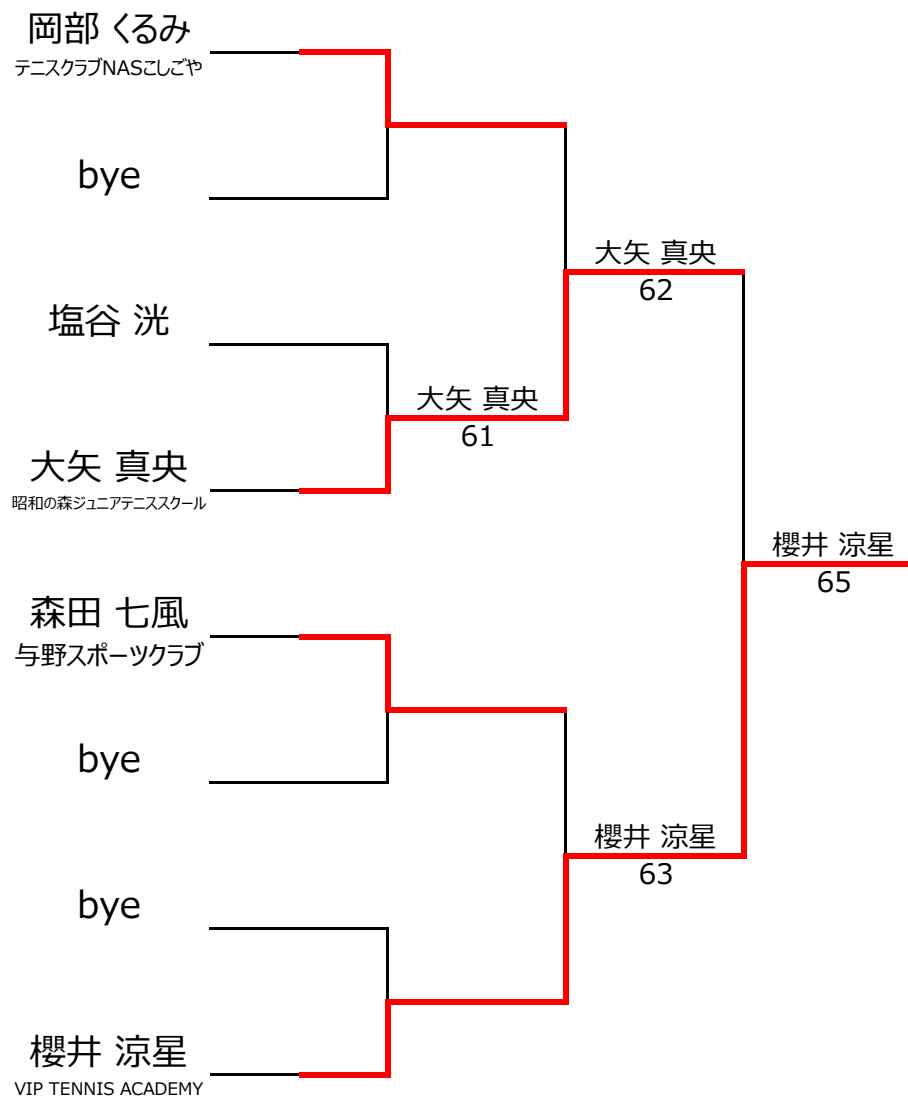 岡部 くるみ
テニスクラブNASこしごや
bye
大矢 真央
62
塩谷 洸
大矢 真央
61
大矢 真央
昭和の森ジュニアテニススクール
櫻井 涼星
65
森田 七風
与野スポーツクラブ
bye
櫻井 涼星
63
bye
櫻井 涼星
VIP TENNIS ACADEMY